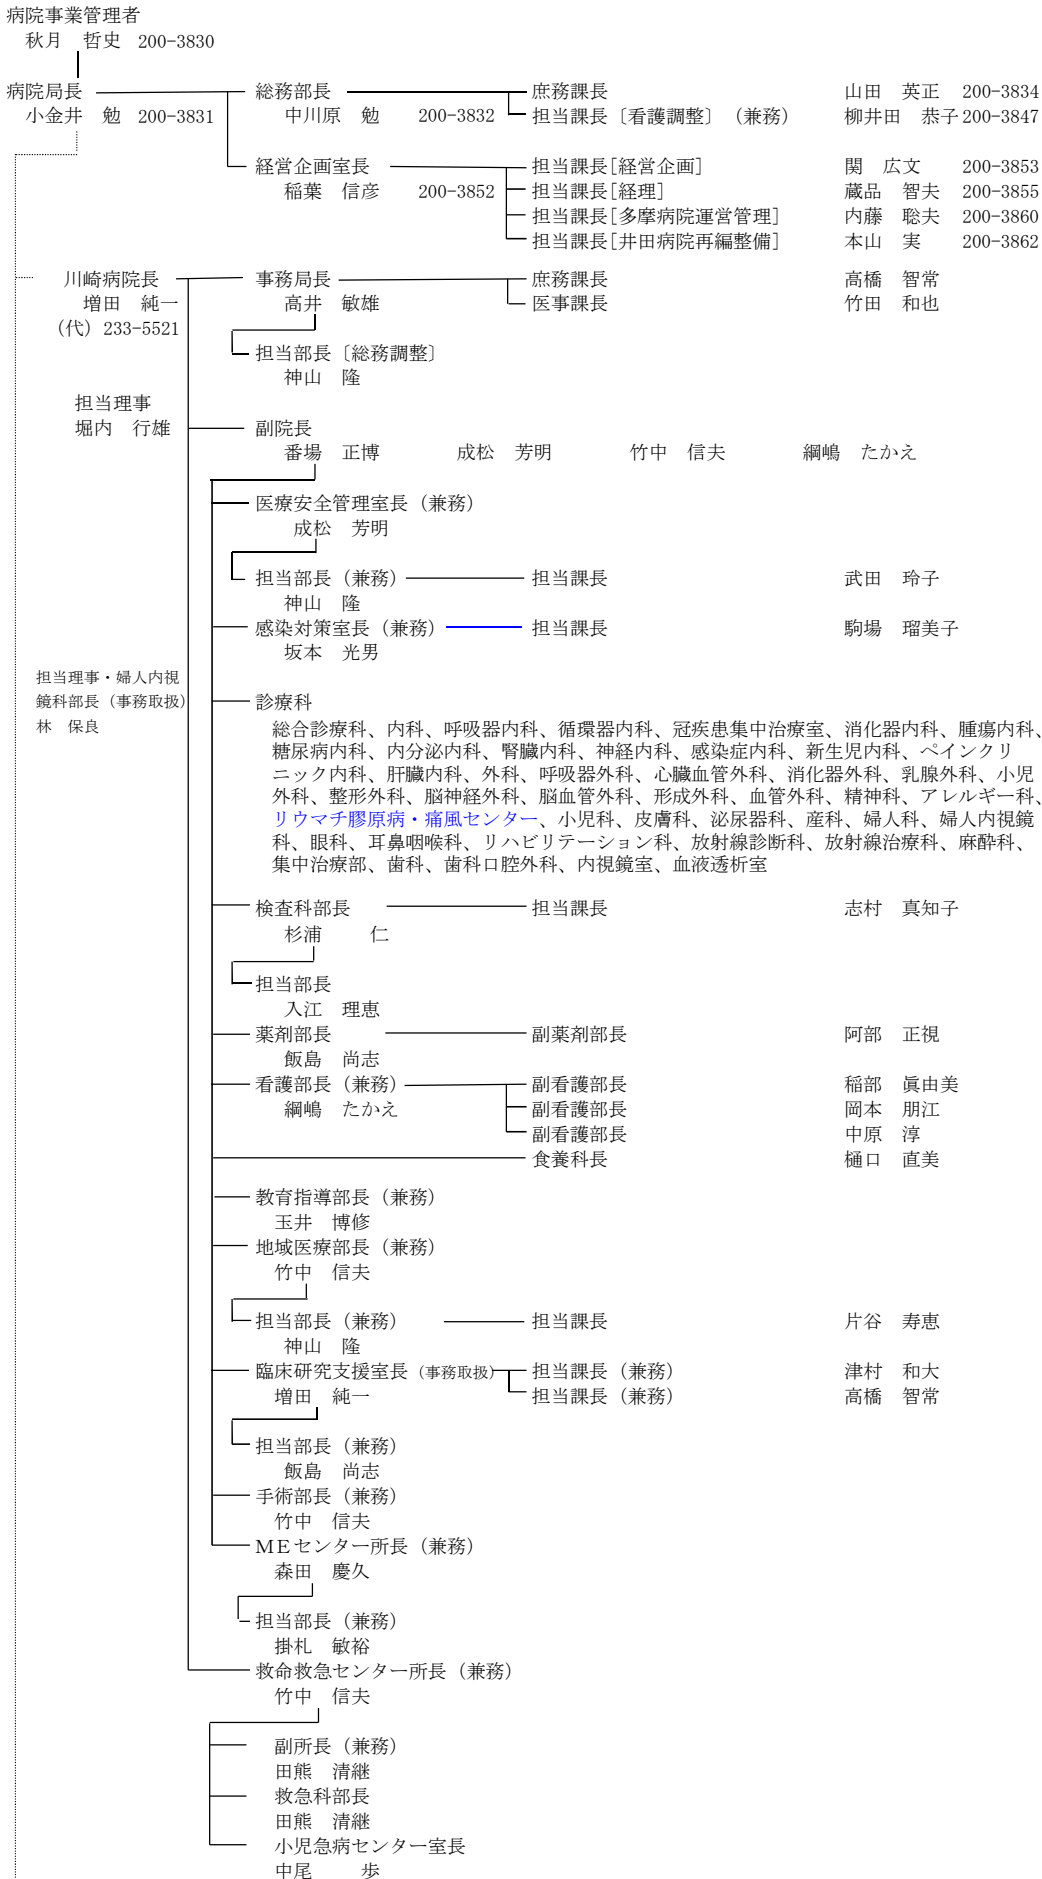 病院事業管理者
秋月　哲史　200-3830
病院局長　総務部長　庶務課長　山田　英正　200-3834
小金井　勉　200-3831　中川原　勉　200-3832　担当課長〔看護調整〕（兼務）　柳井田　恭子200-3847
経営企画室長　担当課長[経営企画]　関　広文　200-3853
稲葉　信彦　200-3852　担当課長[経理]　蔵品　智夫　200-3855
担当課長[多摩病院運営管理]　内藤　聡夫　200-3860
担当課長[井田病院再編整備]　本山　実　200-3862
川崎病院長　事務局長　庶務課長　高橋　智常
増田　純一　高井　敏雄　医事課長　竹田　和也
(代) 233-5521
担当部長〔総務調整〕
神山　隆
担当理事
堀内　行雄　副院長
番場　正博　成松　芳明　竹中　信夫　綱嶋　たかえ
医療安全管理室長（兼務）
成松　芳明
担当部長（兼務）　担当課長　武田　玲子
神山　隆
感染対策室長（兼務）　担当課長　駒場　瑠美子
坂本　光男
担当理事・婦人内視
鏡科部長（事務取扱）　診療科
林　保良
総合診療科、内科、呼吸器内科、循環器内科、冠疾患集中治療室、消化器内科、腫瘍内科、
糖尿病内科、内分泌内科、腎臓内科、神経内科、感染症内科、新生児内科、ペインクリ
ニック内科、肝臓内科、外科、呼吸器外科、心臓血管外科、消化器外科、乳腺外科、小児
外科、整形外科、脳神経外科、脳血管外科、形成外科、血管外科、精神科、アレルギー科、
リウマチ膠原病・痛風センター、小児科、皮膚科、泌尿器科、産科、婦人科、婦人内視鏡
科、眼科、耳鼻咽喉科、リハビリテーション科、放射線診断科、放射線治療科、麻酔科、
集中治療部、歯科、歯科口腔外科、内視鏡室、血液透析室
検査科部長　担当課長　志村　真知子
杉浦　仁
担当部長
入江　理恵
薬剤部長　副薬剤部長　阿部　正視
飯島　尚志
看護部長（兼務）　副看護部長　稲部　眞由美
綱嶋　たかえ　副看護部長　岡本　朋江
副看護部長　中原　淳
食養科長　樋口　直美
教育指導部長（兼務）
玉井　博修
地域医療部長（兼務）
竹中　信夫
担当部長（兼務）　担当課長　片谷　寿恵
神山　隆
臨床研究支援室長（事務取扱）　担当課長（兼務）　津村　和大
増田　純一　担当課長（兼務）　高橋　智常
担当部長（兼務）
飯島　尚志
手術部長（兼務）
竹中　信夫
ＭＥセンター所長（兼務）
森田　慶久
担当部長（兼務）
掛札　敏裕
救命救急センター所長（兼務）
竹中　信夫
副所長（兼務）
田熊　清継
救急科部長
田熊　清継
小児急病センター室長
中尾　歩